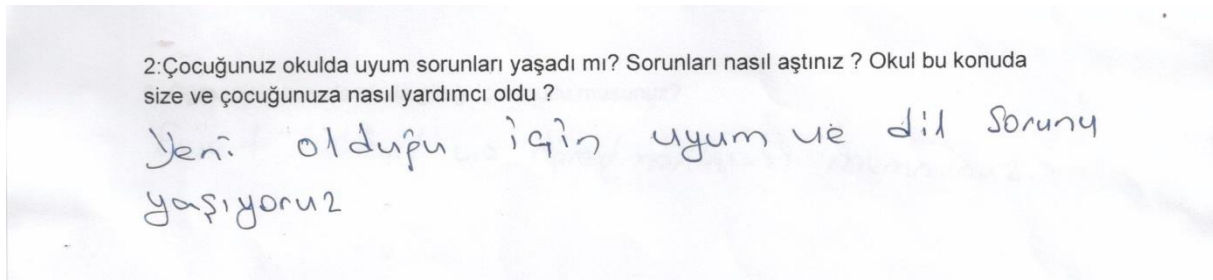 2:Çocuğunuz okulda uyum sorunları yaşadı mı? Sorunları nasıl aştınız ? Okul bu konuda
size ve çocuğunuza nasıl yardımcı oldu ?
Yeni olduğu için uyum ve dil sorunu
yaşıyoruz